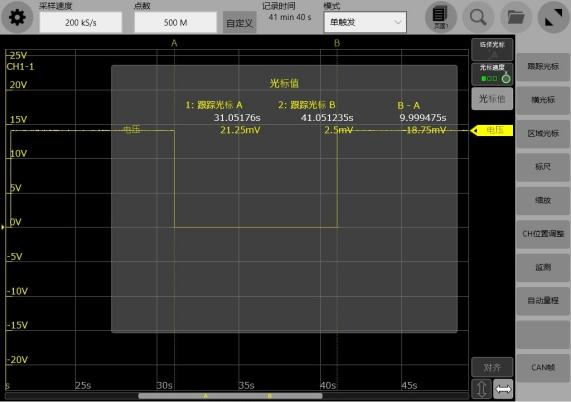 采样速度
点数
记录时间
模式
200 kS/s
500 M
自定义
41 min 40 s
单触发
A
B
25V
CH1-1
20V
15V
10V
5V
0V
-5V
-10V
-15V
-20V
光标值
1: 跟踪光标 A
2: 跟踪光标 B
B - A
31.05176s
41.051235s
9.999475s
电压
21.25mV
2.5mV
-18.75mV
s
25s
30s
35s
40s
45s
A
B
选择光标
A
光标速度
光标值
电压
对齐
跟踪光标
横光标
区域光标
标尺
缩放
CH位置调整
监测
自动量程
CAN帧